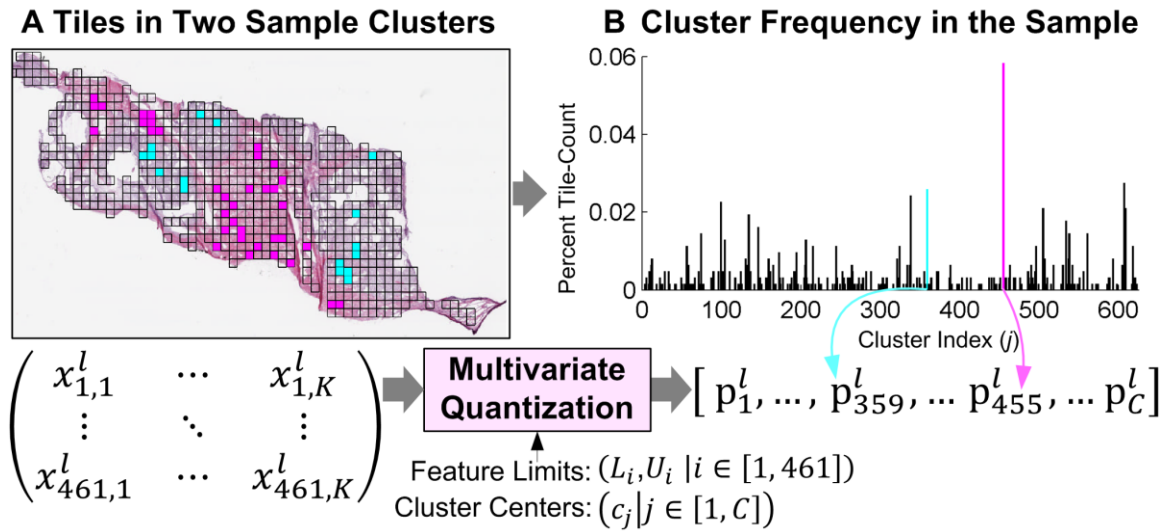 A Tiles in Two Sample Clusters
B Cluster Frequency in the Sample
Percent Tile-Count
0.06
0.04
0.02
0
0 100 200 300 400 500 600
Cluster Index (j)
x^l_{1,1} ⋯ x^l_{1,K}
⋮ ⋱ ⋮
x^l_{461,1} ⋯ x^l_{461,K}
Multivariate
Quantization
[ p^l_1, ..., p^l_{359}, ... p^l_{455}, ... p^l_C]
Feature Limits: (L_i,U_i |i ∈ [1, 461])
Cluster Centers: (c_j|j ∈ [1, C])